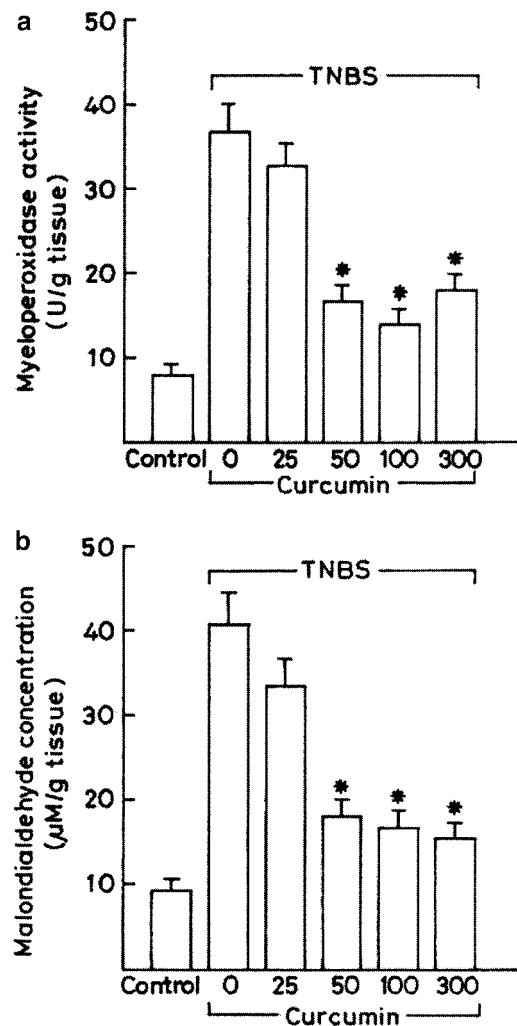 a
Myeloperoxidase activity
(U/g tissue)
50
40
30
20
10
TNBS
*
*
*
Control 0 25 50 100 300
Curcumin
b
Malondialdehyde concentration
(μM/g tissue)
50
40
30
20
10
TNBS
*
*
*
Control 0 25 50 100 300
Curcumin